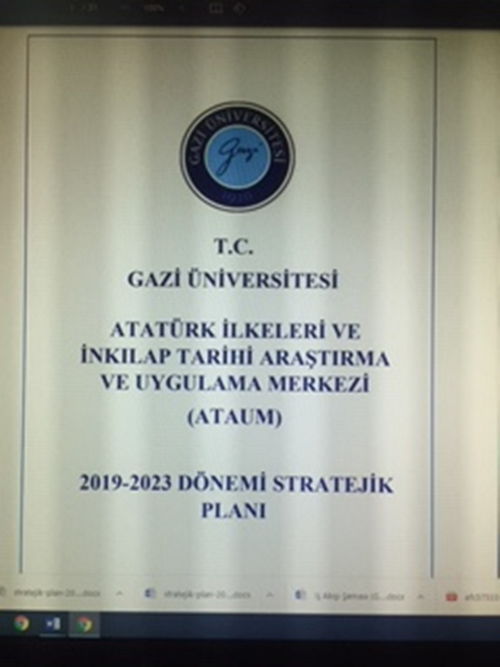 GAZİ ÜNİVERSİTESİ
Gazi
1926
T.C.
GAZİ ÜNİVERSİTESİ
ATATÜRK İLKELERİ VE
İNKILAP TARİHİ ARAŞTIRMA
VE UYGULAMA MERKEZİ
(ATAUM)
2019-2023 DÖNEMİ STRATEJİK
PLANI
stratejik-plan-20....docx
stratejik-plan-20....docx
İş Akışı Şeması (G....docx